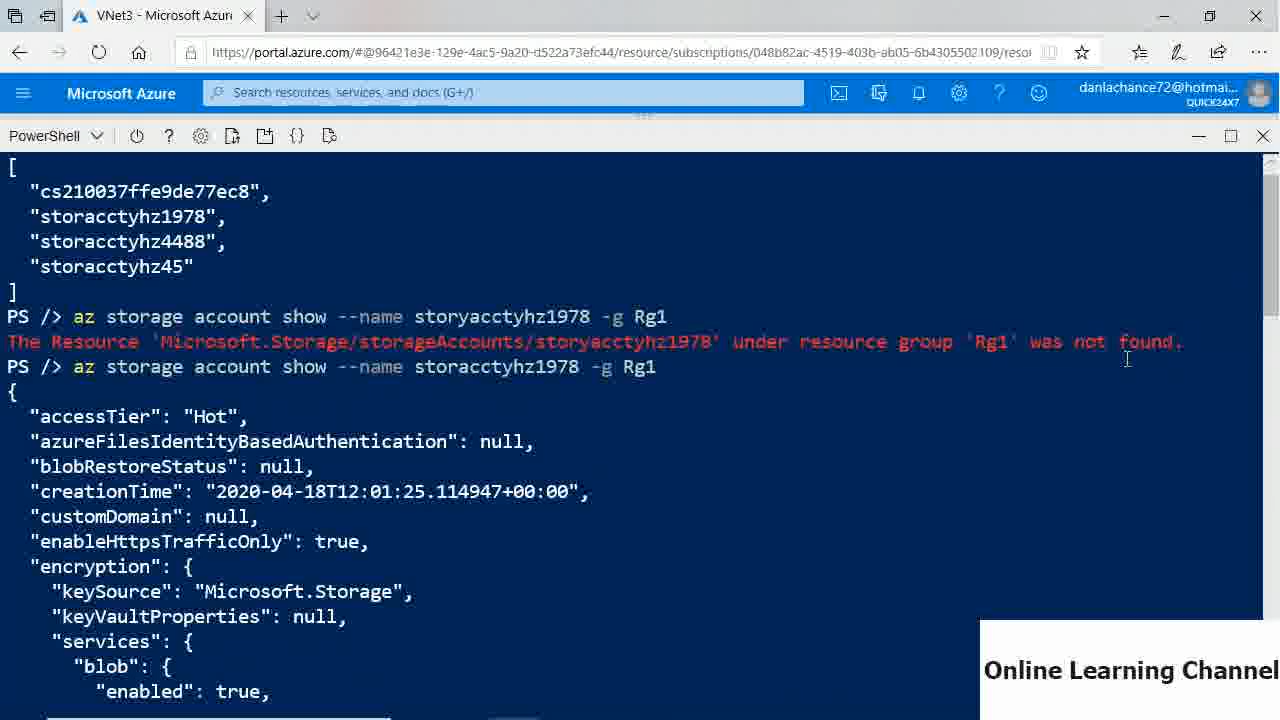 VNet3 - Microsoft Azure
https://portal.azure.com/#@96421e3e-129e-4ac5-9a20-d522a73efc44/resource/subscriptions/048b82ac-4519-403b-ab05-6b4305502109/resou
Microsoft Azure
Search resources, services, and docs (G+/)
danlachance72@hotmai...
QUICK24X7
PowerShell
[
"cs210037ffe9de77ec8",
"storacctyhz1978",
"storacctyhz4488",
"storacctyhz45"
]
PS /> az storage account show --name storyacctyhz1978 -g Rg1
The Resource 'Microsoft.Storage/storageAccounts/storyacctyhz1978' under resource group 'Rg1' was not found.
PS /> az storage account show --name storacctyhz1978 -g Rg1
{
"accessTier": "Hot",
"azureFilesIdentityBasedAuthentication": null,
"blobRestoreStatus": null,
"creationTime": "2020-04-18T12:01:25.114947+00:00",
"customDomain": null,
"enableHttpsTrafficOnly": true,
"encryption": {
"keySource": "Microsoft.Storage",
"keyVaultProperties": null,
"services": {
"blob": {
"enabled": true,
Online Learning Channel